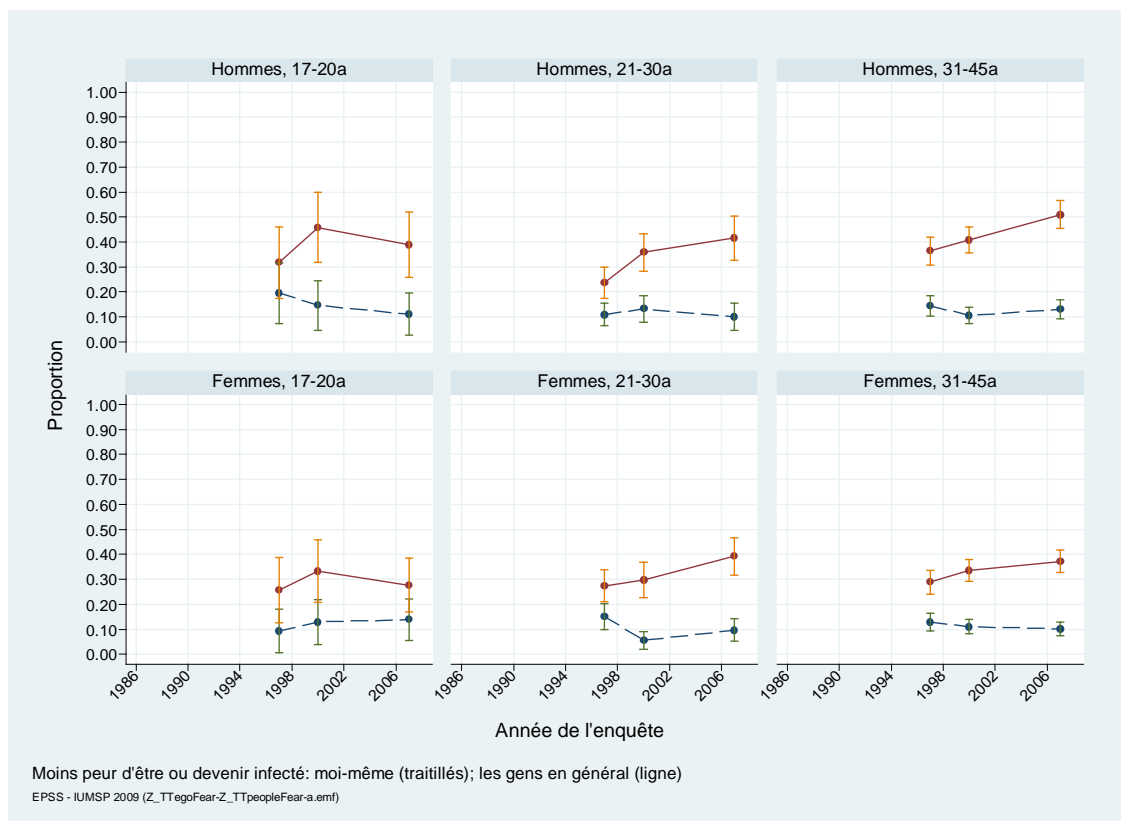 Hommes, 17-20a
Hommes, 21-30a
Hommes, 31-45a
1.00
0.90
0.80
0.70
0.60
0.50
0.40
0.30
0.20
0.10
0.00
Proportion
Femmes, 17-20a
Femmes, 21-30a
Femmes, 31-45a
1.00
0.90
0.80
0.70
0.60
0.50
0.40
0.30
0.20
0.10
0.00
1986 1990 1994 1998 2002 2006
1986 1990 1994 1998 2002 2006
1986 1990 1994 1998 2002 2006
Année de l'enquête
Moins peur d'être ou devenir infecté: moi-même (traitillés); les gens en général (ligne)
EPSS - IUMSP 2009 (Z_TTegoFear-Z_TTpeopleFear-a.emf)